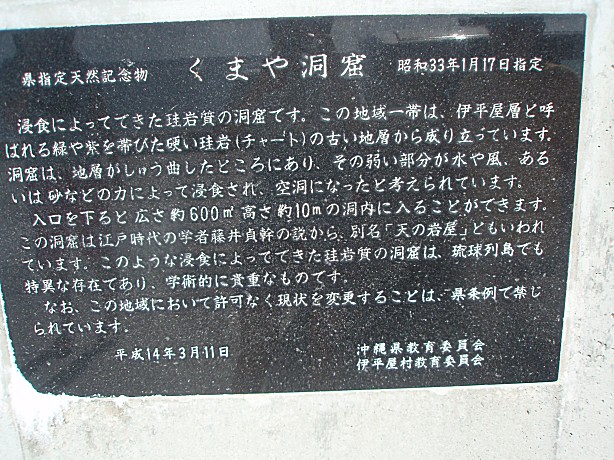 県指定天然記念物 くまや洞窟 昭和33年1月17日指定
浸食によってできた珪岩質の洞窟です。この地域一帯は、伊平屋層と呼
ばれる緑や紫を帯びた硬い珪岩(チャート)の古い地層から成り立っています。
洞窟は、地層がしゅう曲したところにあり、その弱い部分が水や風、ある
いは砂などの力によって浸食され、空洞になったと考えられています。
入口を下ると広さ約600㎡高さ約10mの洞内に入ることができます。
この洞窟は江戸時代の学者藤井貞幹の説から、別名「天の岩屋」ともいわれ
ています。このような浸食によってできた珪岩質の洞窟は、琉球列島でも
特異な存在であり、学術的に貴重なものです。
なお、この地域において許可なく現状を変更することは、県条例で禁じ
られています。
平成14年3月11日
沖縄県教育委員会
伊平屋村教育委員会